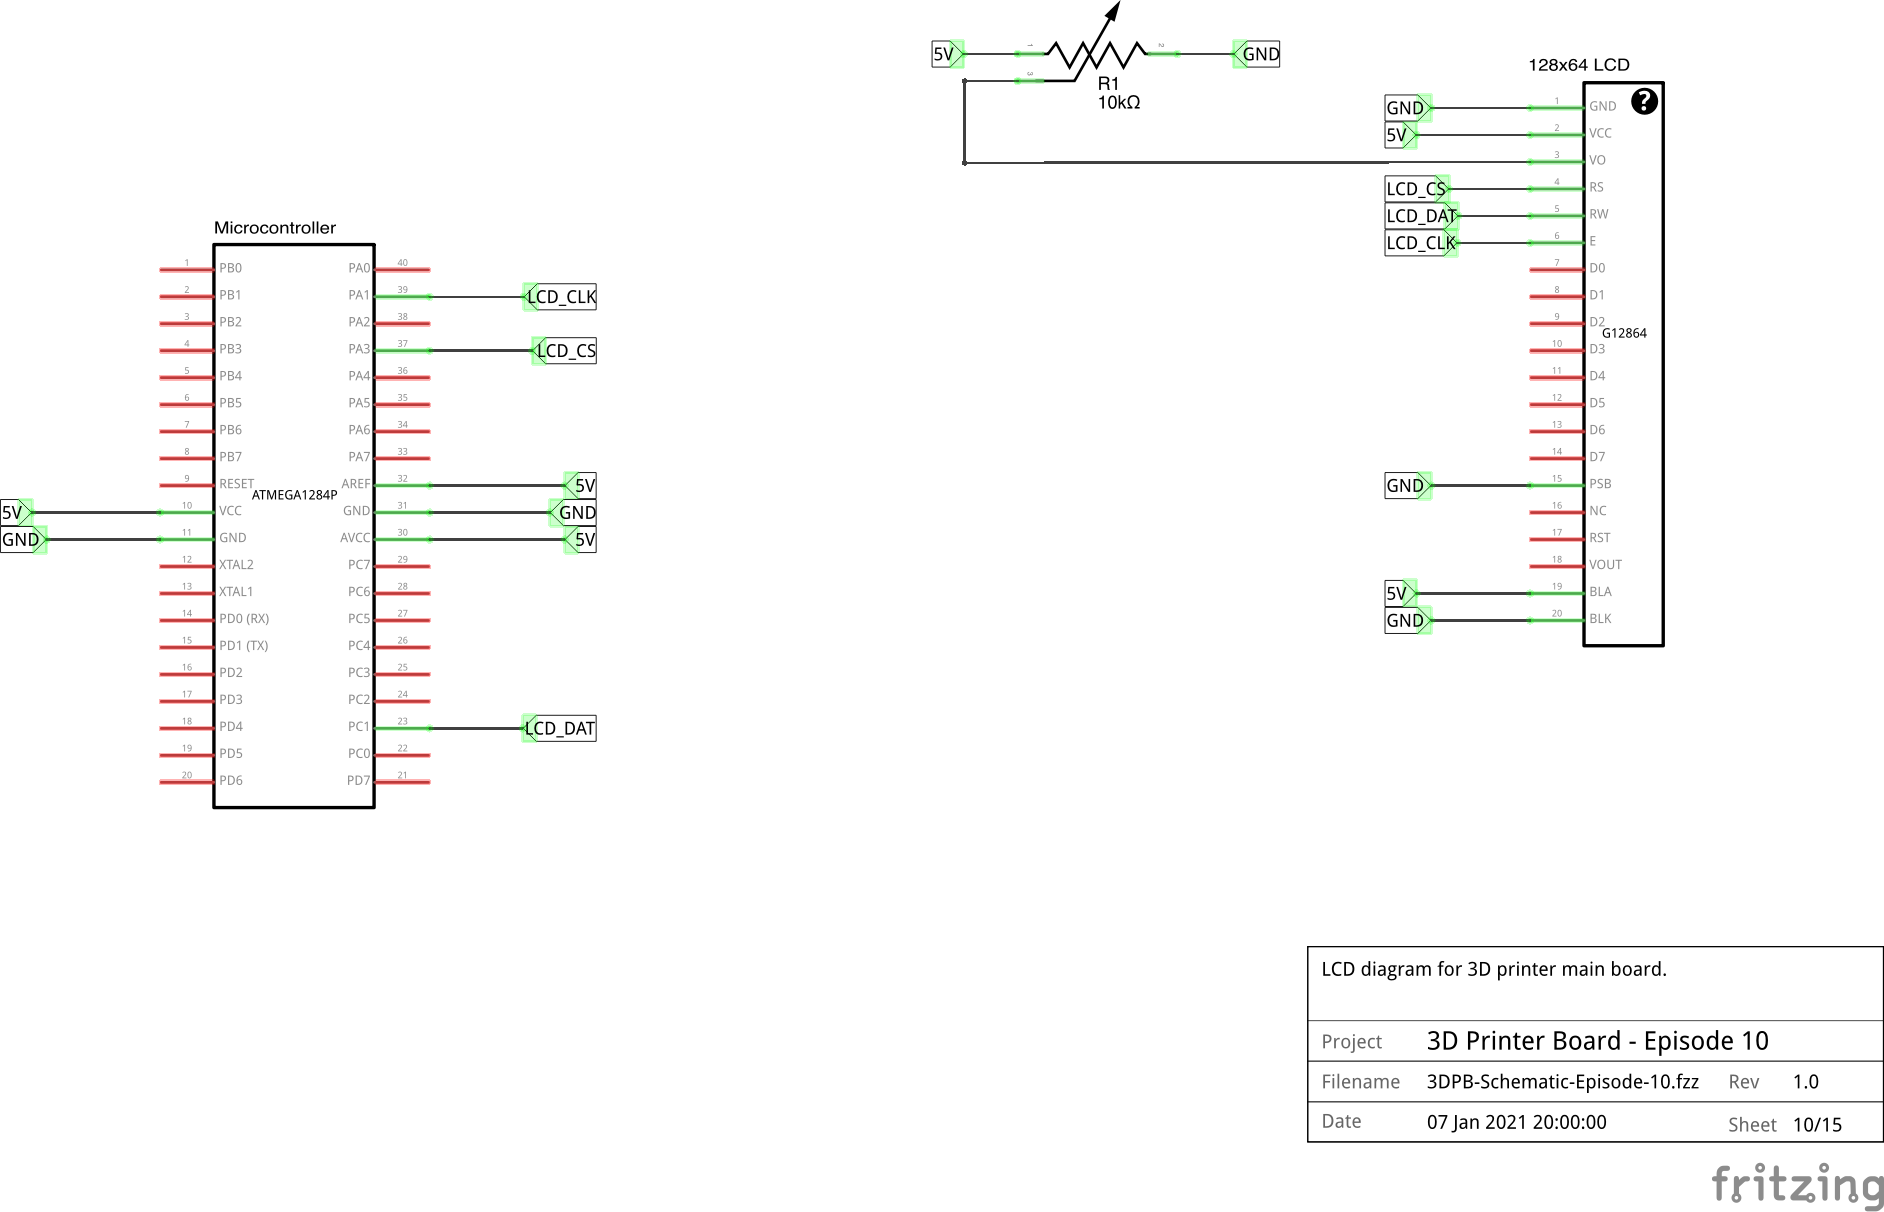 5V
1
2
GND
3
R1
10kΩ
128x64 LCD
GND 1 GND
5V 2 VCC
3 VO
LCD_CS 4 RS
LCD_DAT 5 RW
LCD_CLK 6 E
7 D0
8 D1
9 D2
G12864
10 D3
11 D4
12 D5
13 D6
14 D7
GND 15 PSB
16 NC
17 RST
18 VOUT
5V 19 BLA
GND 20 BLK
?
Microcontroller
1 PB0 PA0 40
2 PB1 PA1 39 LCD_CLK
3 PB2 PA2 38
4 PB3 PA3 37 LCD_CS
5 PB4 PA4 36
6 PB5 PA5 35
7 PB6 PA6 34
8 PB7 PA7 33
9 RESET AREF 32 5V
ATMEGA1284P
5V 10 VCC GND 31 GND
GND 11 GND AVCC 30 5V
12 XTAL2 PC7 29
13 XTAL1 PC6 28
14 PD0 (RX) PC5 27
15 PD1 (TX) PC4 26
16 PD2 PC3 25
17 PD3 PC2 24
18 PD4 PC1 23 LCD_DAT
19 PD5 PC0 22
20 PD6 PD7 21
LCD diagram for 3D printer main board.
Project 3D Printer Board - Episode 10
Filename 3DPB-Schematic-Episode-10.fzz Rev 1.0
Date 07 Jan 2021 20:00:00 Sheet 10/15
fritzing